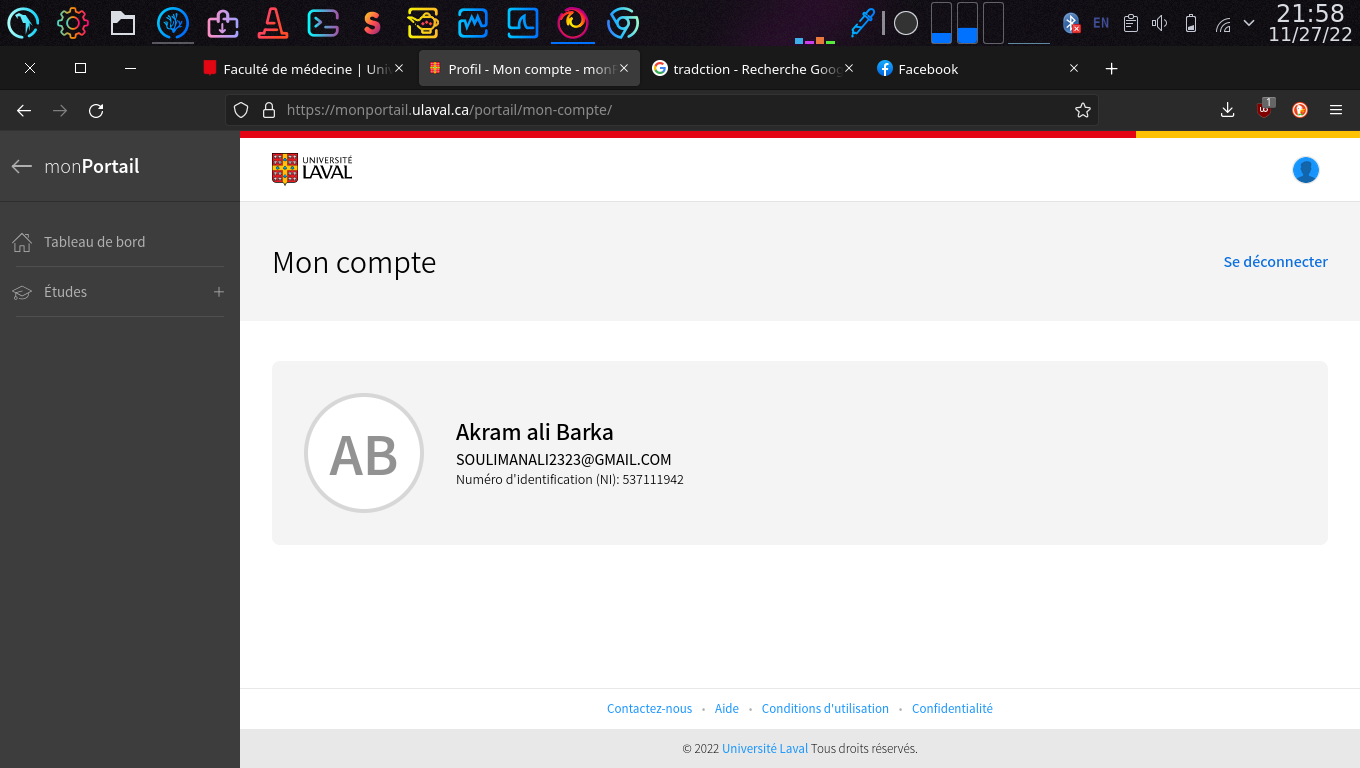 21:58
EN
11/27/22
Faculté de médecine | Uni
Profil - Mon compte - monP
tradction - Recherche Goog
Facebook
https://monportail.ulaval.ca/portail/mon-compte/
1
monPortail
UNIVERSITÉ
LAVAL
Tableau de bord
Études
Mon compte
Se déconnecter
AB
Akram ali Barka
SOULIMANALI2323@GMAIL.COM
Numéro d'identification (NI): 537111942
Contactez-nous • Aide • Conditions d'utilisation • Confidentialité
© 2022 Université Laval Tous droits réservés.